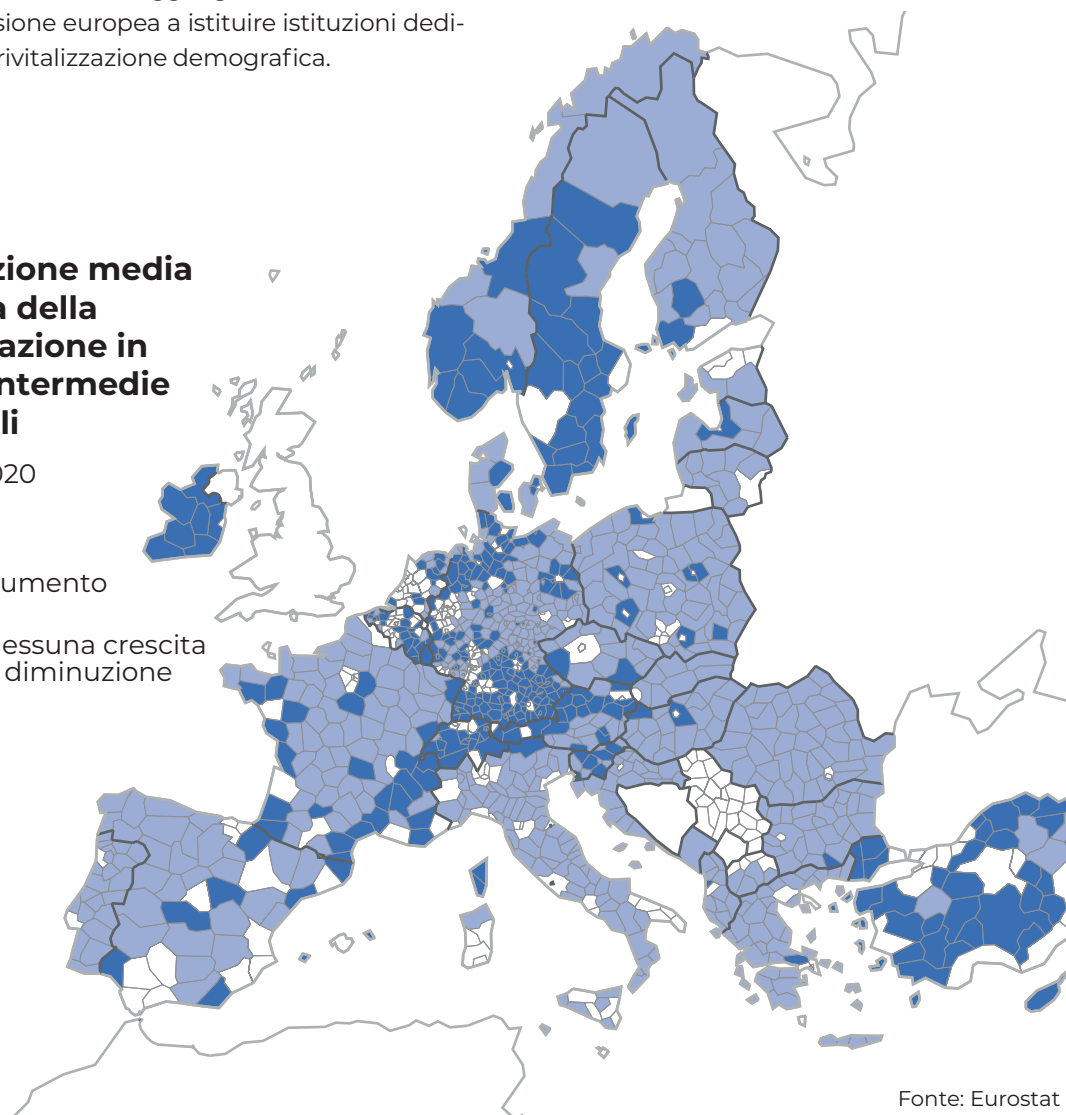 sione europea a istituire istituzioni dedi-
rivitalizzazione demografica.
zione media
a della
azione in
ntermedie
li
020
umento
essuna crescita
diminuzione
Fonte: Eurostat